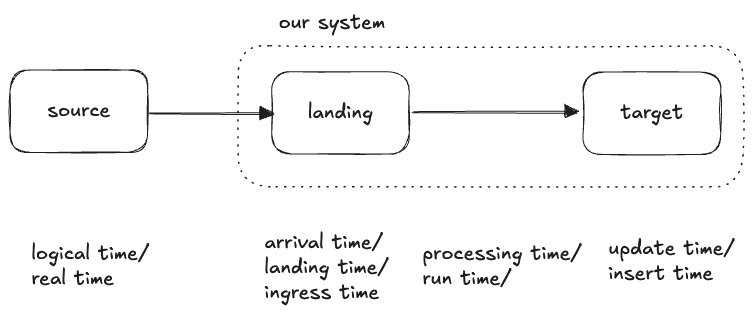 our system
source
landing
target
logical time/
real time
arrival time/
landing time/
ingress time
processing time/
run time/
update time/
insert time